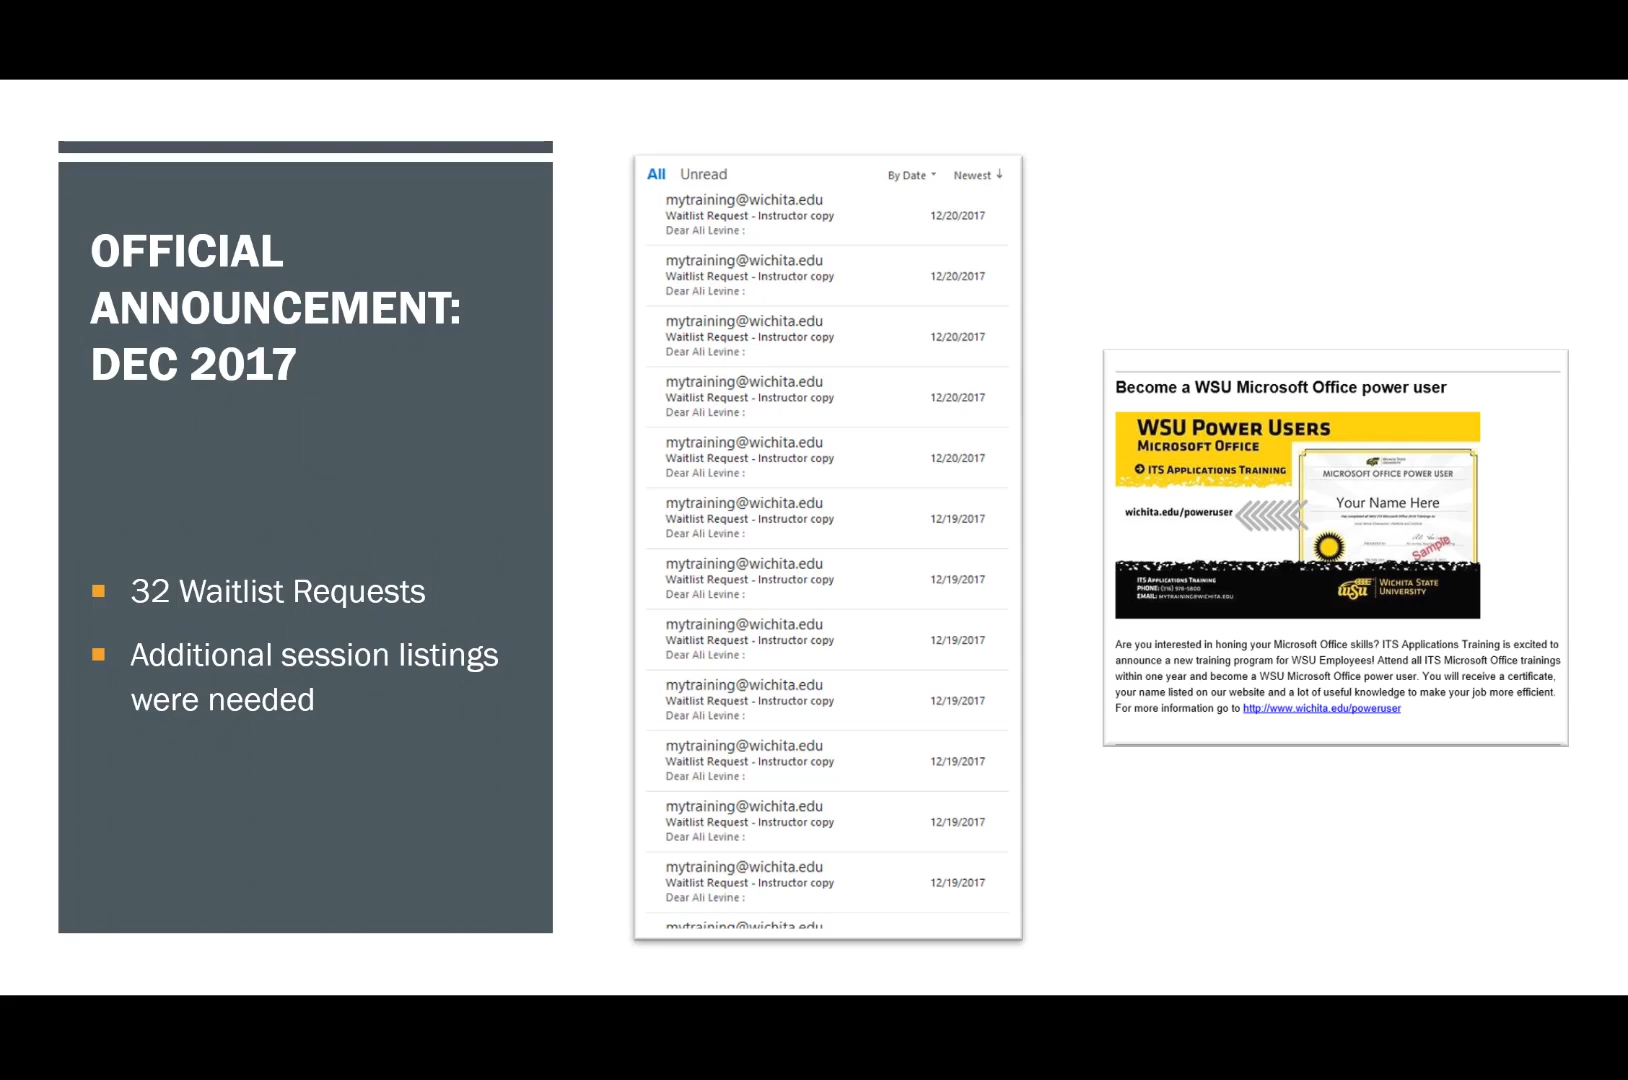 OFFICIAL
ANNOUNCEMENT:
DEC 2017
32 Waitlist Requests
Additional session listings
were needed
All Unread By Date Newest
mytraining@wichita.edu
Waitlist Request - Instructor copy 12/20/2017
Dear Ali Levine :
mytraining@wichita.edu
Waitlist Request - Instructor copy 12/20/2017
Dear Ali Levine :
mytraining@wichita.edu
Waitlist Request - Instructor copy 12/20/2017
Dear Ali Levine :
mytraining@wichita.edu
Waitlist Request - Instructor copy 12/20/2017
Dear Ali Levine :
mytraining@wichita.edu
Waitlist Request - Instructor copy 12/20/2017
Dear Ali Levine :
mytraining@wichita.edu
Waitlist Request - Instructor copy 12/19/2017
Dear Ali Levine :
mytraining@wichita.edu
Waitlist Request - Instructor copy 12/19/2017
Dear Ali Levine :
mytraining@wichita.edu
Waitlist Request - Instructor copy 12/19/2017
Dear Ali Levine :
mytraining@wichita.edu
Waitlist Request - Instructor copy 12/19/2017
Dear Ali Levine :
mytraining@wichita.edu
Waitlist Request - Instructor copy 12/19/2017
Dear Ali Levine :
mytraining@wichita.edu
Waitlist Request - Instructor copy 12/19/2017
Dear Ali Levine :
mytraining@wichita.edu
Waitlist Request - Instructor copy 12/19/2017
Dear Ali Levine :
mytraining@wichita.edu
Become a WSU Microsoft Office power user
WSU POWER USERS
MICROSOFT OFFICE
ITS APPLICATIONS TRAINING
wichita.edu/poweruser
MICROSOFT OFFICE POWER USER
Your Name Here
Sample
ITS APPLICATIONS TRAINING
PHONE: (316) 978-5800
EMAIL: MYTRAINING@WICHITA.EDU
WSU
WICHITA STATE
UNIVERSITY
Are you interested in honing your Microsoft Office skills? ITS Applications Training is excited to
announce a new training program for WSU Employees! Attend all ITS Microsoft Office trainings
within one year and become a WSU Microsoft Office power user. You will receive a certificate,
your name listed on our website and a lot of useful knowledge to make your job more efficient.
For more information go to http://www.wichita.edu/poweruser